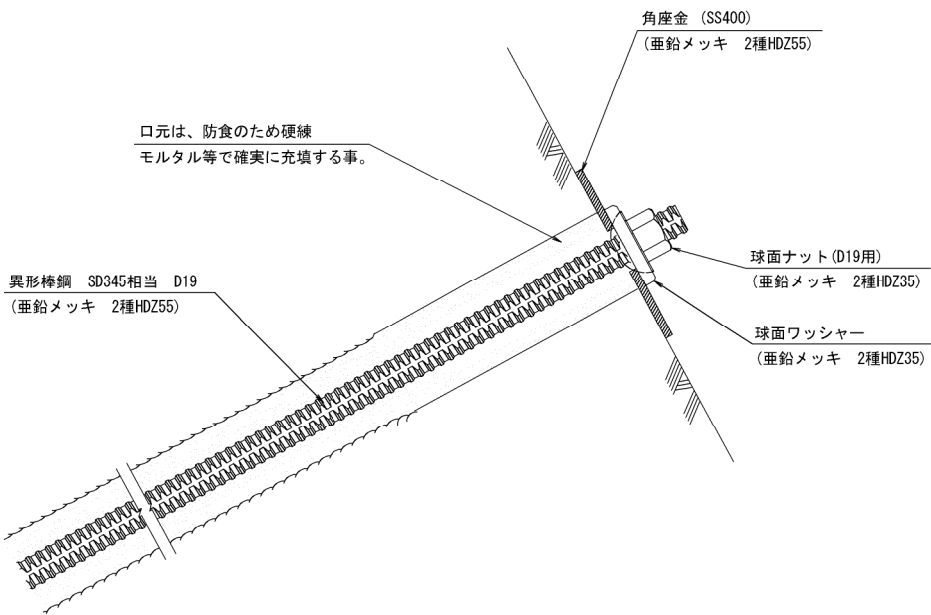 角座金 (SS400)
(亜鉛メッキ 2種HDZ55)
口元は、防食のため硬練
モルタル等で確実に充填する事。
球面ナット(D19用)
(亜鉛メッキ 2種HDZ35)
異形棒鋼 SD345相当 D19
(亜鉛メッキ 2種HDZ55)
球面ワッシャー
(亜鉛メッキ 2種HDZ35)